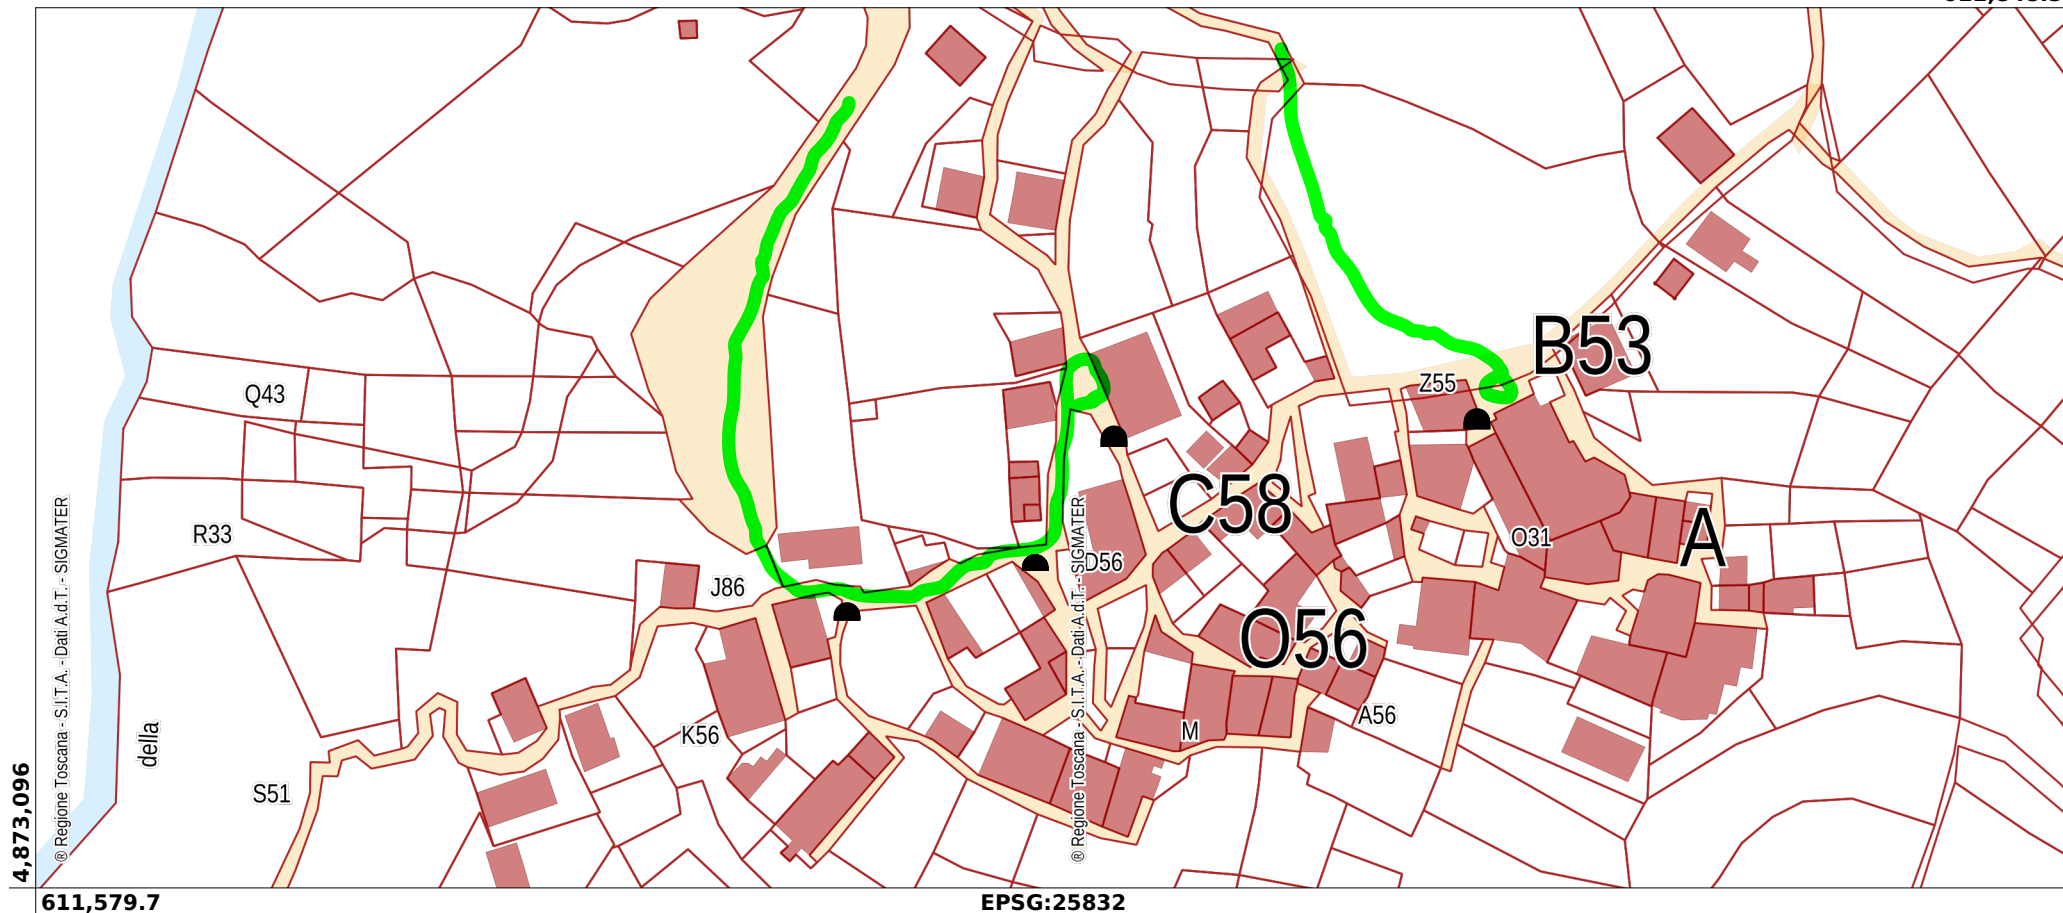 B53
Z55
Q43
C58
R33
O31
A
D56
J86
O56
A56
K56
M
della
S51
® Regione Toscana - S.I.T.A. - Dati A.d.T. - SIGMATER
® Regione Toscana - S.I.T.A. - Dati A.d.T. - SIGMATER
4,873,096
611,579.7
EPSG:25832